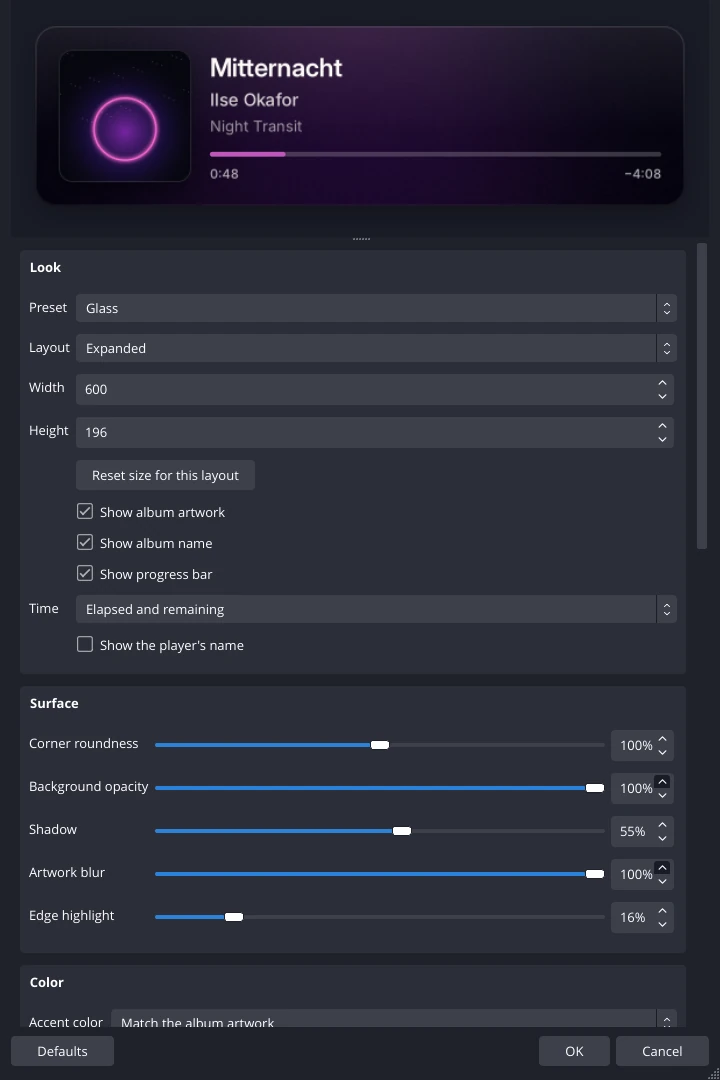 Mitternacht
Ilse Okafor
Night Transit
0:48 −4:08
Look
Preset Glass
Layout Expanded
Width 600
Height 196
Reset size for this layout
Show album artwork
Show album name
Show progress bar
Time Elapsed and remaining
Show the player's name
Surface
Corner roundness 100%
Background opacity 100%
Shadow 55%
Artwork blur 100%
Edge highlight 16%
Color
Accent color Match the album artwork
Defaults OK Cancel